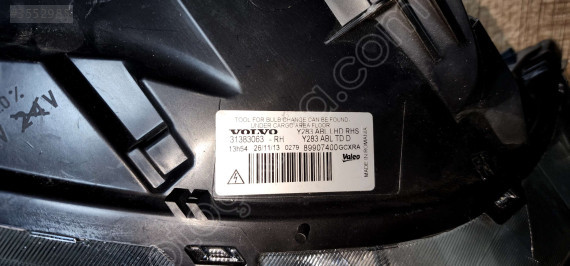 TOOL FOR BULB CHANGE CAN BE FOUND
UNDER CARGO AREA FLOOR
VOLVO Y283 ABL LHD RHS
31383063 - RH Y283 ABL TD D
13h54 26/11/13 0279 89907400GCXRA
Valeo
24V